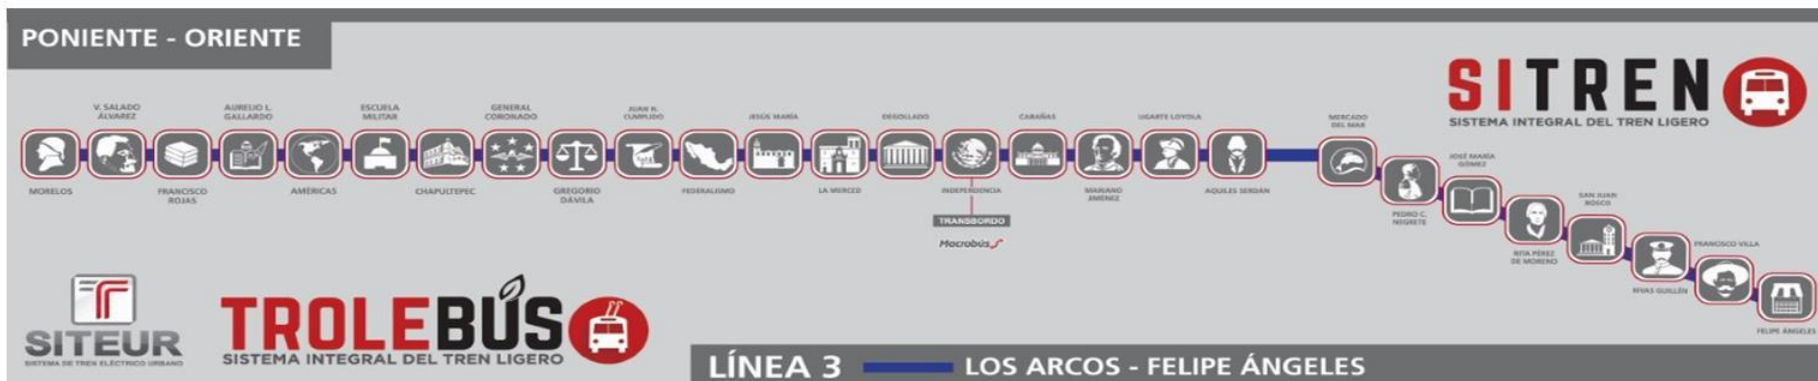 PONIENTE - ORIENTE
SITREN
SISTEMA INTEGRAL DEL TREN LIGERO
MORELOS
V. SALADO
ÁLVAREZ
FRANCISCO
ROJAS
AURELIO L.
GALLARDO
AMÉRICAS
ESCUELA
MILITAR
CHAPULTEPEC
GENERAL
CORONADO
GREGORIO
DÁVILA
JUAN N.
CUMPLIDO
FEDERALISMO
JESÚS MARÍA
LA MERCED
DEGOLLADO
INDEPENDENCIA
TRANSBORDO
Macrobús
CABAÑAS
MARIANO
JIMÉNEZ
UGARTE LOYOLA
AQUILES SERDÁN
MERCADO
DEL MAR
PEDRO C.
NEGRETE
JOSÉ MARÍA
GÓMEZ
RITA PÉREZ
DE MORENO
SAN JUAN
BOSCO
RIVAS GUILLÉN
FRANCISCO VILLA
FELIPE ÁNGELES
SITEUR
SISTEMA DE TREN ELÉCTRICO URBANO
TROLEBÚS
SISTEMA INTEGRAL DEL TREN LIGERO
LÍNEA 3 LOS ARCOS - FELIPE ÁNGELES